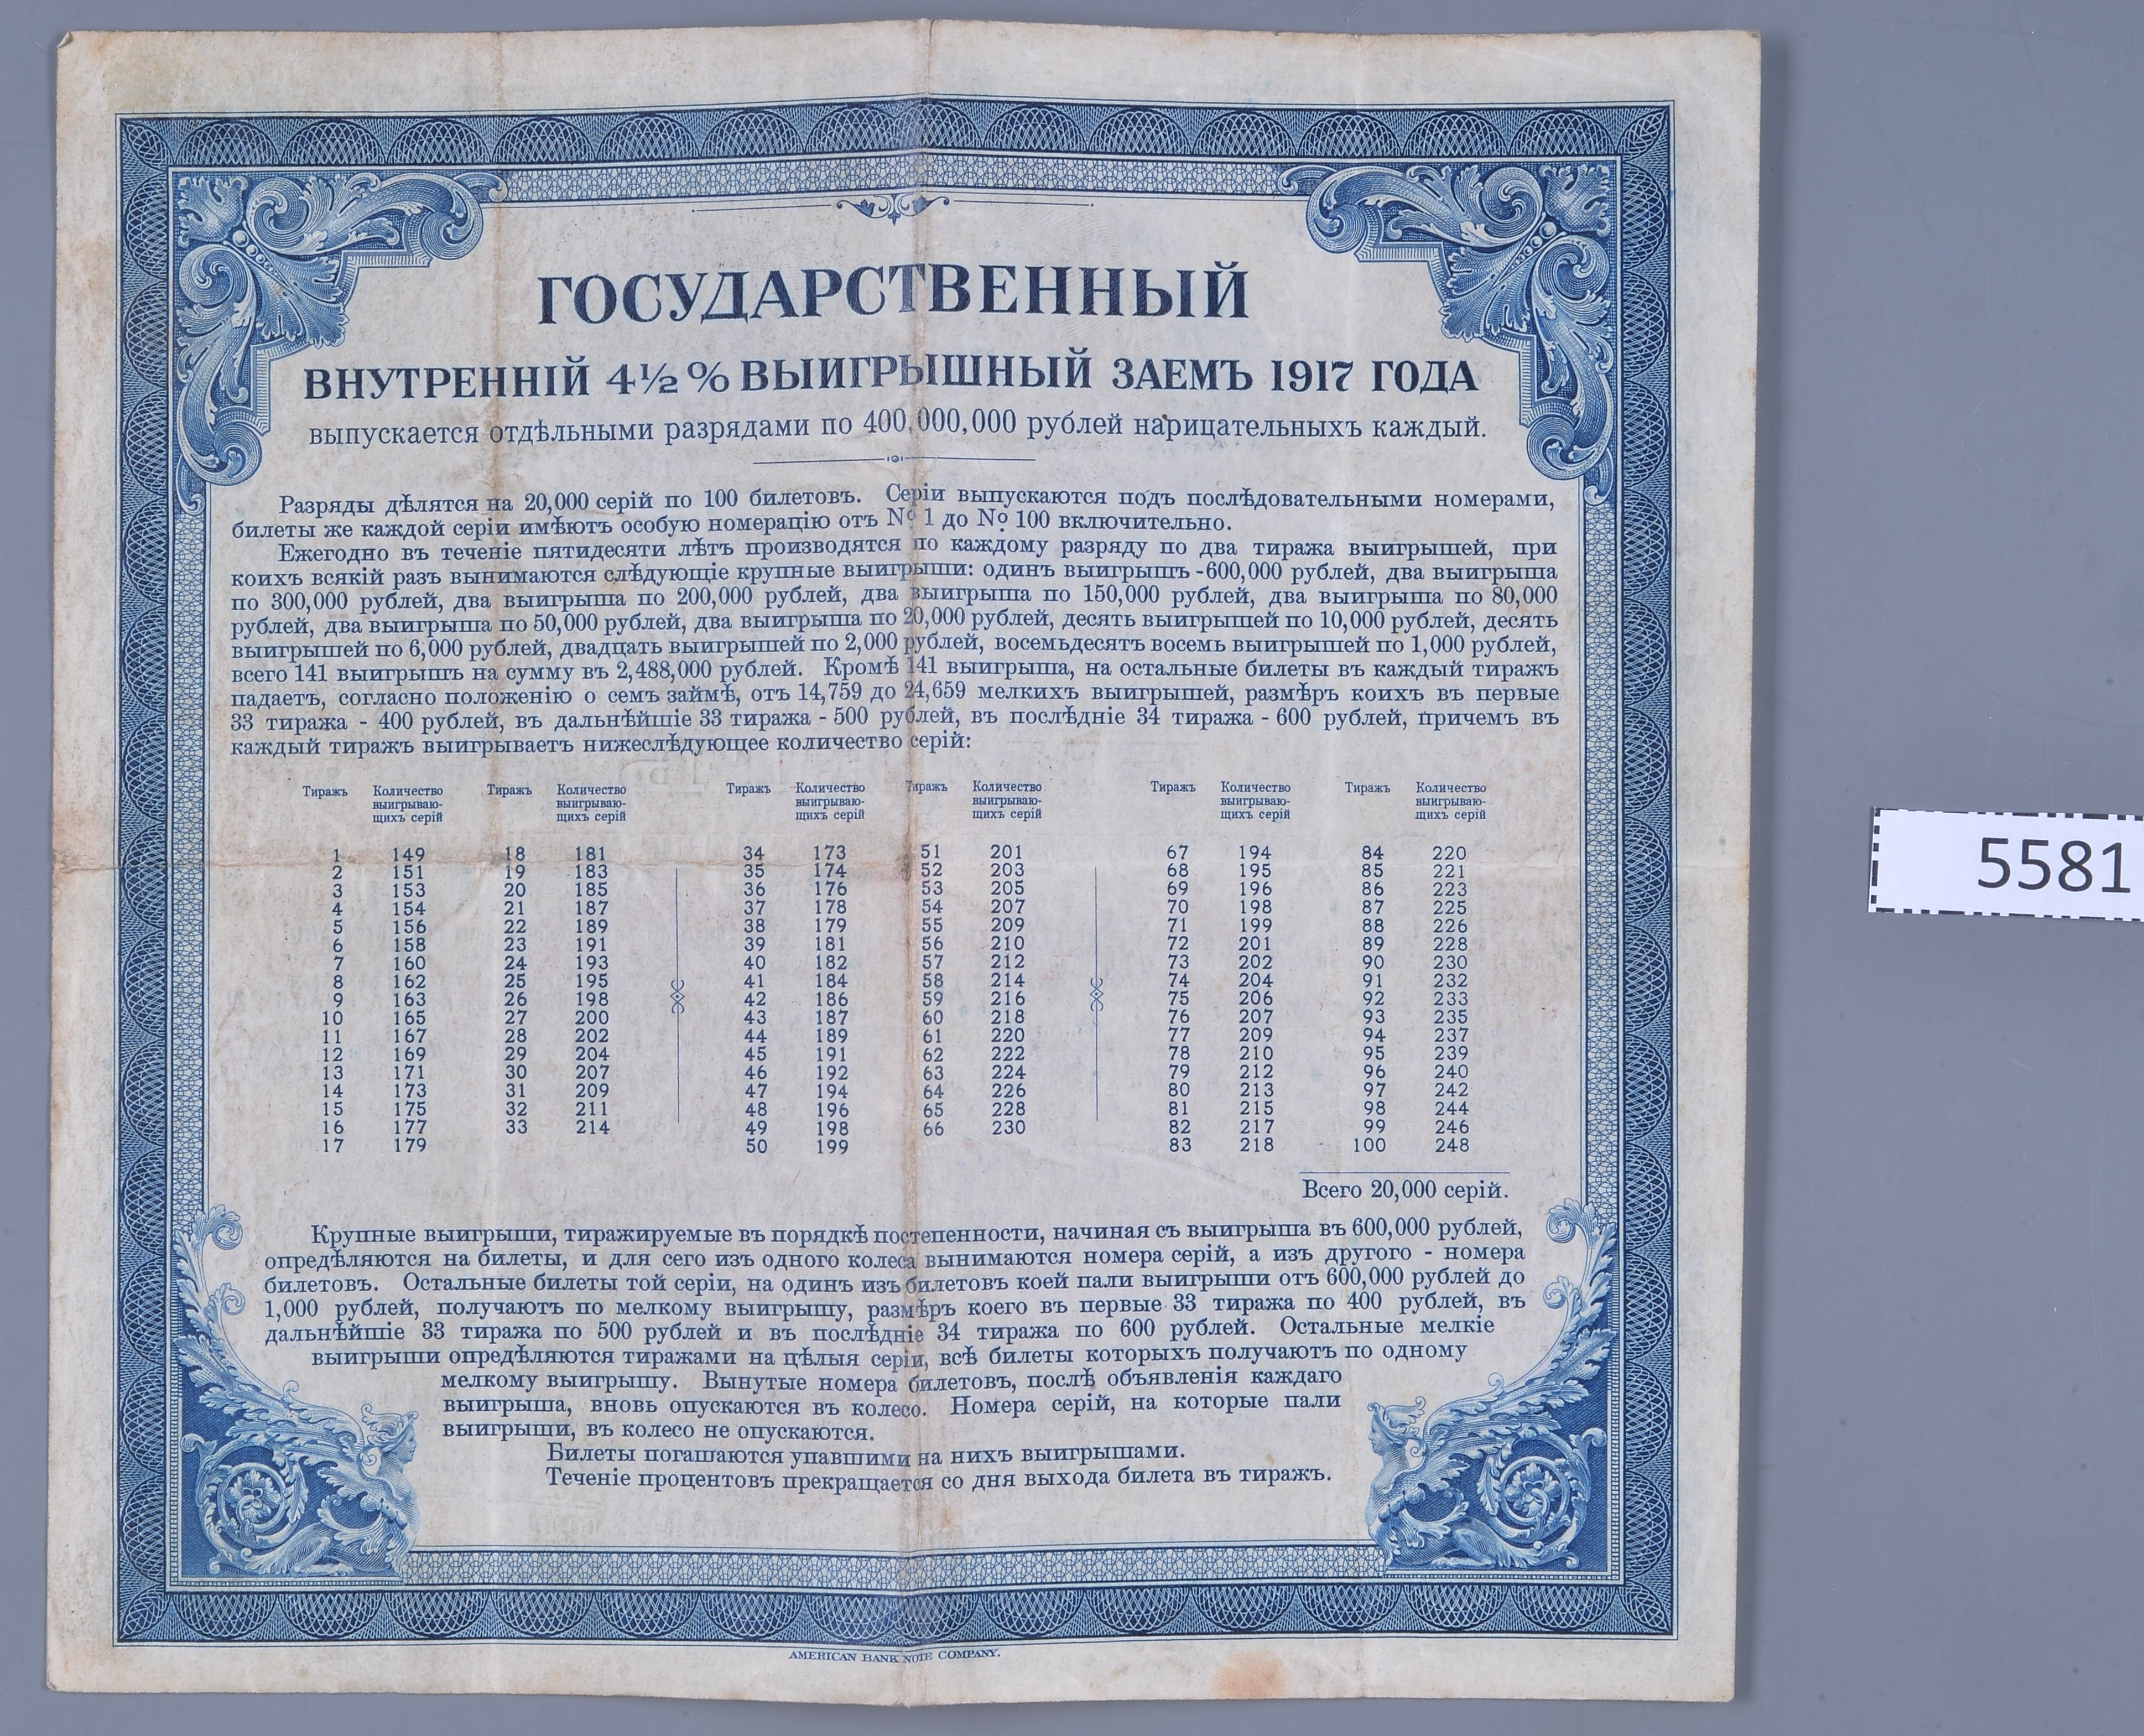 ГОСУДАРСТВЕННЫЙ
ВНУТРЕННІЙ 4½% ВЫИГРЫШНЫЙ ЗАЕМЪ 1917 ГОДА
выпускается отдѣльными разрядами по 400,000,000 рублей нарицательныхъ каждый.
Разряды дѣлятся на 20,000 серій по 100 билетовъ. Серіи выпускаются подъ послѣдовательными номерами,
билеты же каждой серіи имѣютъ особую номерацію отъ № 1 до № 100 включительно.
Ежегодно въ теченіе пятидесяти лѣтъ производятся по каждому разряду по два тиража выигрышей, при
коихъ всякій разъ вынимаются слѣдующіе крупные выигрыши: одинъ выигрышъ - 600,000 рублей, два выигрыша
по 300,000 рублей, два выигрыша по 200,000 рублей, два выигрыша по 150,000 рублей, два выигрыша по 80,000
рублей, два выигрыша по 50,000 рублей, два выигрыша по 20,000 рублей, десять выигрышей по 10,000 рублей, десять
выигрышей по 6,000 рублей, двадцать выигрышей по 2,000 рублей, восемьдесятъ восемь выигрышей по 1,000 рублей,
всего 141 выигрышъ на сумму въ 2,488,000 рублей. Кромѣ 141 выигрыша, на остальные билеты въ каждый тиражъ
падаетъ, согласно положенію о семъ займѣ, отъ 14,759 до 24,659 мелкихъ выигрышей, размѣръ коихъ въ первые
33 тиража - 400 рублей, въ дальнѣйшіе 33 тиража - 500 рублей, въ послѣдніе 34 тиража - 600 рублей, причемъ въ
каждый тиражъ выигрываетъ нижеслѣдующее количество серій:
Тиражъ Количество Тиражъ Количество Тиражъ Количество Тиражъ Количество Тиражъ Количество Тиражъ Количество
выигрываю- выигрываю- выигрываю- выигрываю- выигрываю- выигрываю-
щихъ серій щихъ серій щихъ серій щихъ серій щихъ серій щихъ серій
1 149 18 181 34 173 51 201 67 194 84 220
2 151 19 183 35 174 52 203 68 195 85 221
3 153 20 185 36 176 53 205 69 196 86 223
4 154 21 187 37 178 54 207 70 198 87 225
5 156 22 189 38 179 55 209 71 199 88 226
6 158 23 191 39 181 56 210 72 201 89 228
7 160 24 193 40 182 57 212 73 202 90 230
8 162 25 195 41 184 58 214 74 204 91 232
9 163 26 198 42 186 59 216 75 206 92 233
10 165 27 200 43 187 60 218 76 207 93 235
11 167 28 202 44 189 61 220 77 209 94 237
12 169 29 204 45 191 62 222 78 210 95 239
13 171 30 207 46 192 63 224 79 212 96 240
14 173 31 209 47 194 64 226 80 213 97 242
15 175 32 211 48 196 65 228 81 215 98 244
16 177 33 214 49 198 66 230 82 217 99 246
17 179 50 199 83 218 100 248
Всего 20,000 серій.
Крупные выигрыши, тиражируемые въ порядкѣ постепенности, начиная съ выигрыша въ 600,000 рублей,
опредѣляются на билеты, и для сего изъ одного колеса вынимаются номера серій, а изъ другого - номера
билетовъ. Остальные билеты той серіи, на одинъ изъ билетовъ коей пали выигрыши отъ 600,000 рублей до
1,000 рублей, получаютъ по мелкому выигрышу, размѣръ коего въ первые 33 тиража по 400 рублей, въ
дальнѣйшіе 33 тиража по 500 рублей и въ послѣдніе 34 тиража по 600 рублей. Остальные мелкіе
выигрыши опредѣляются тиражами на цѣлыя серіи, всѣ билеты которыхъ получаютъ по одному
мелкому выигрышу. Вынутые номера билетовъ, послѣ объявленія каждаго
выигрыша, вновь опускаются въ колесо. Номера серій, на которые пали
выигрыши, въ колесо не опускаются.
Билеты погашаются упавшими на нихъ выигрышами.
Теченіе процентовъ прекращается со дня выхода билета въ тиражъ.
AMERICAN BANK NOTE COMPANY.
5581